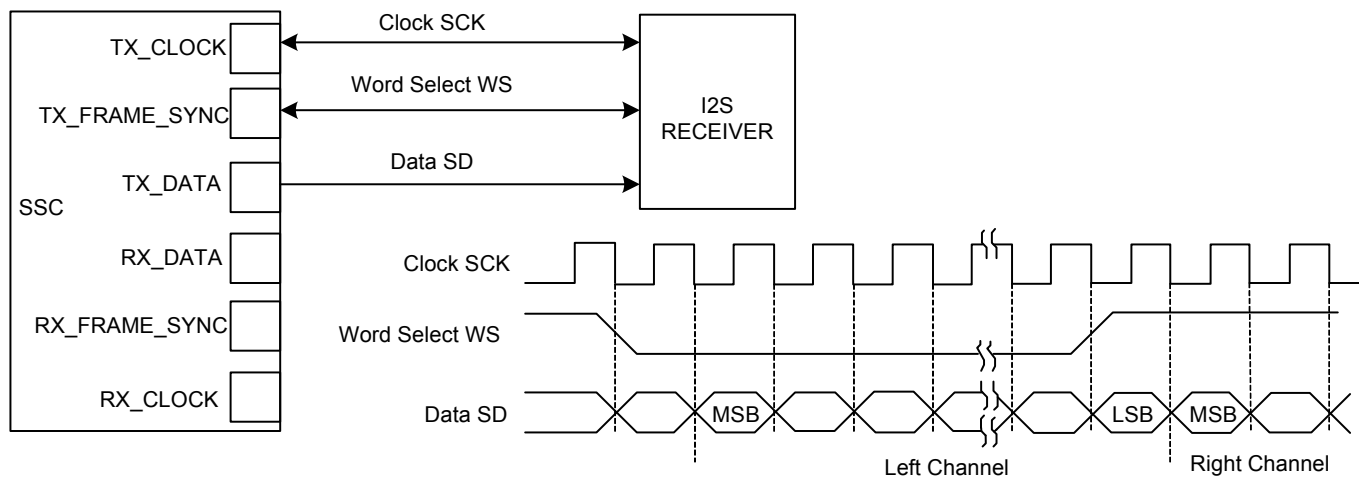 Clock SCK
TX_CLOCK
Word Select WS
TX_FRAME_SYNC
I2S
RECEIVER
Data SD
TX_DATA
SSC
RX_DATA
Clock SCK
RX_FRAME_SYNC
Word Select WS
RX_CLOCK
Data SD
MSB
LSB
MSB
Left Channel
Right Channel